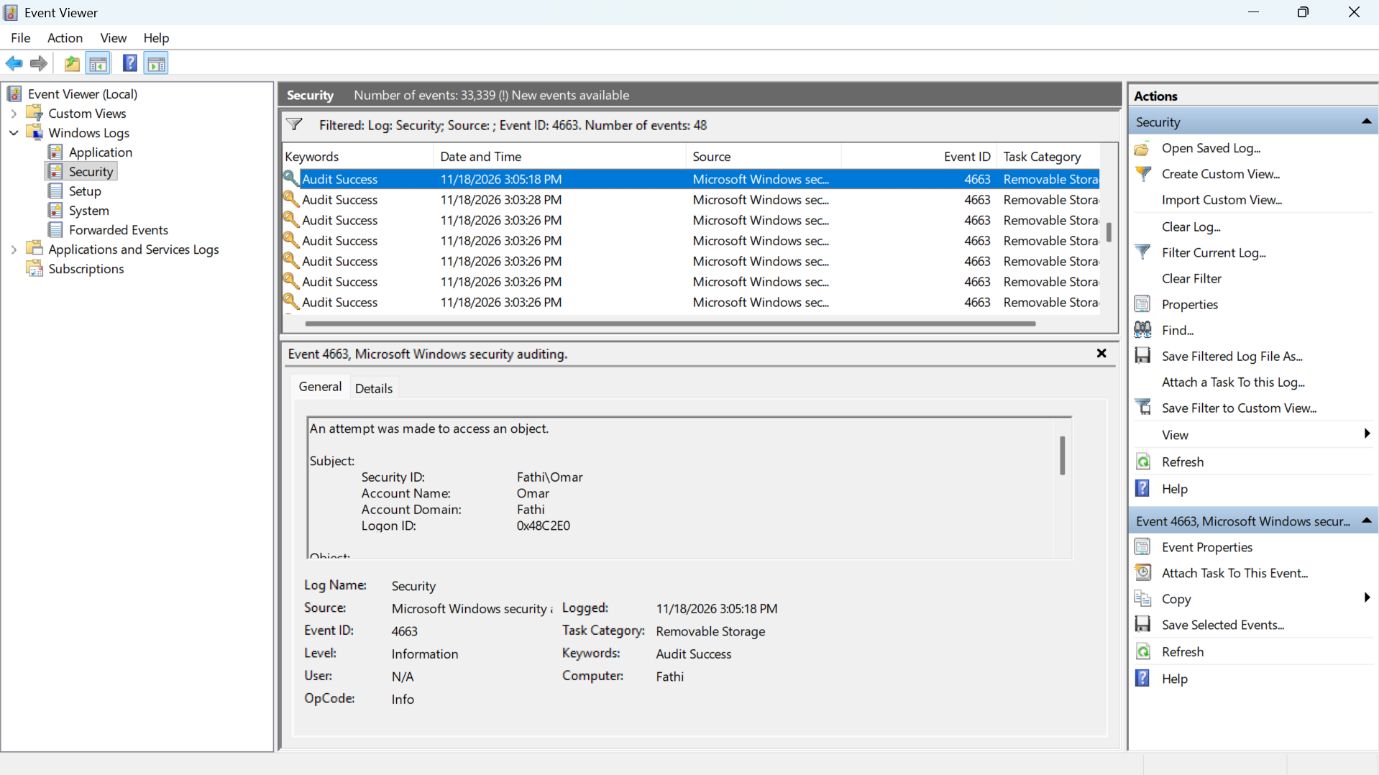 Event Viewer
File Action View Help
Event Viewer (Local)
Custom Views
Windows Logs
Application
Security
Setup
System
Forwarded Events
Applications and Services Logs
Subscriptions
Security Number of events: 33,339 (!) New events available
Filtered: Log: Security; Source: ; Event ID: 4663. Number of events: 48
Keywords Date and Time Source Event ID Task Category
Audit Success 11/18/2026 3:05:18 PM Microsoft Windows sec... 4663 Removable Stora
Audit Success 11/18/2026 3:03:28 PM Microsoft Windows sec... 4663 Removable Stora
Audit Success 11/18/2026 3:03:26 PM Microsoft Windows sec... 4663 Removable Stora
Audit Success 11/18/2026 3:03:26 PM Microsoft Windows sec... 4663 Removable Stora
Audit Success 11/18/2026 3:03:26 PM Microsoft Windows sec... 4663 Removable Stora
Audit Success 11/18/2026 3:03:26 PM Microsoft Windows sec... 4663 Removable Stora
Audit Success 11/18/2026 3:03:26 PM Microsoft Windows sec... 4663 Removable Stora
Event 4663, Microsoft Windows security auditing.
General Details
An attempt was made to access an object.
Subject:
Security ID: Fathi\Omar
Account Name: Omar
Account Domain: Fathi
Logon ID: 0x48C2E0
Object:
Log Name: Security
Source: Microsoft Windows security Logged: 11/18/2026 3:05:18 PM
Event ID: 4663 Task Category: Removable Storage
Level: Information Keywords: Audit Success
User: N/A Computer: Fathi
OpCode: Info
Actions
Security
Open Saved Log...
Create Custom View...
Import Custom View...
Clear Log...
Filter Current Log...
Clear Filter
Properties
Find...
Save Filtered Log File As...
Attach a Task To this Log...
Save Filter to Custom View...
View
Refresh
Help
Event 4663, Microsoft Windows secur...
Event Properties
Attach Task To This Event...
Copy
Save Selected Events...
Refresh
Help